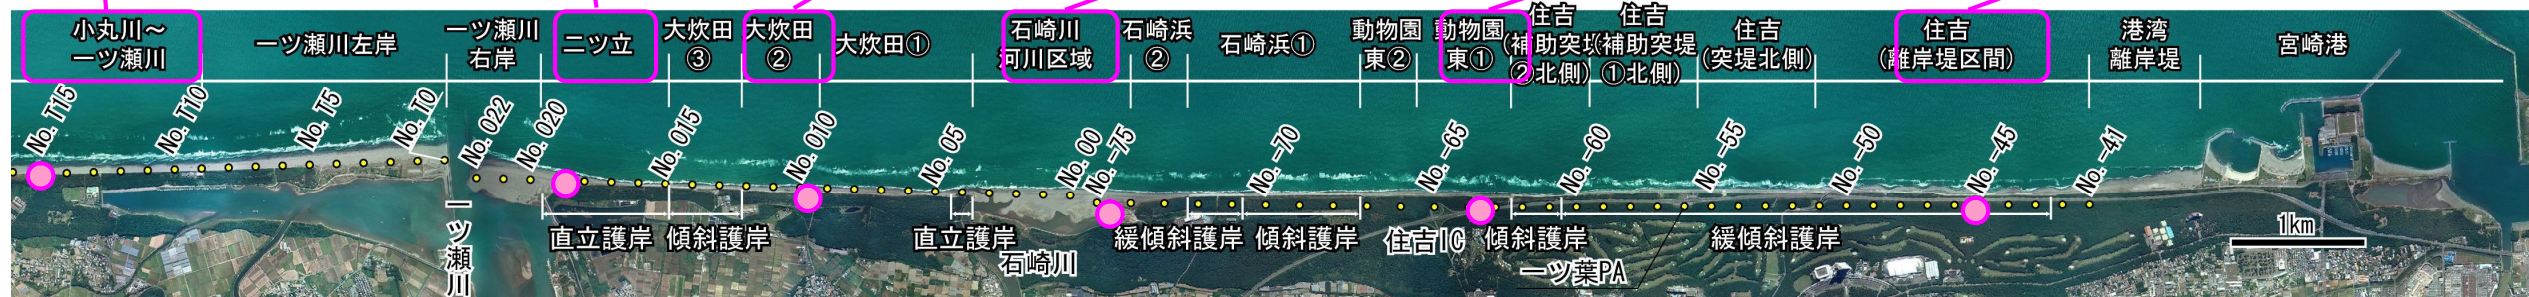 小丸川～
一ツ瀬川
一ツ瀬川左岸
一ツ瀬川
右岸
二ツ立
大炊田
③
大炊田
②
大炊田①
石崎川
河川区域
石崎浜
②
石崎浜①
動物園
東②
動物園
東①
住吉
(補助突堤
②北側)
住吉
(補助突堤
①北側)
住吉
(突堤北側)
住吉
(離岸堤区間)
港湾
離岸堤
宮崎港
No. T15
No. T10
No. T5
No. T0
No. 022
No. 020
No. 015
No. 010
No. 05
No. 00
No. -75
No. -70
No. -65
No. -60
No. -55
No. -50
No. -45
No. -41
一ツ瀬川
直立護岸
傾斜護岸
直立護岸
石崎川
緩傾斜護岸
傾斜護岸
住吉IC
傾斜護岸
一ツ葉PA
緩傾斜護岸
1km